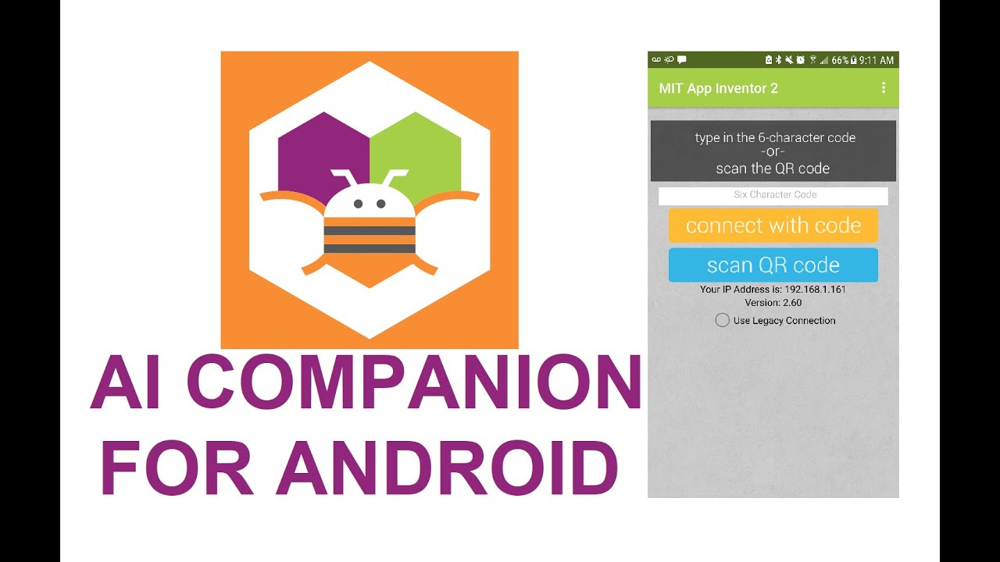 AI COMPANION
FOR ANDROID
66% 9:11 AM
MIT App Inventor 2
type in the 6-character code
-or-
scan the QR code
Six Character Code
connect with code
scan QR code
Your IP Address is: 192.168.1.161
Version: 2.60
Use Legacy Connection